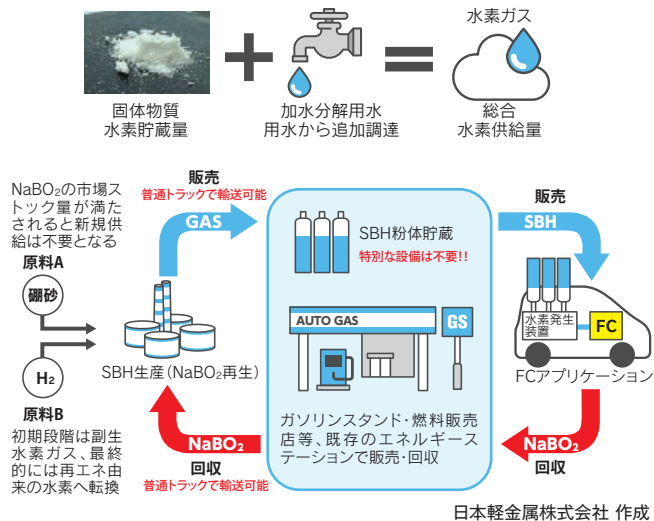 水素ガス
固体物質
水素貯蔵量
加水分解用水
用水から追加調達
総合
水素供給量
NaBO₂の市場ス
トック量が満た
されると新規供
給は不要となる
原料A
硼砂
H₂
原料B
初期段階は副生
水素ガス、最終
的には再エネ由
来の水素へ転換
販売
普通トラックで輸送可能
GAS
SBH生産(NaBO₂再生)
NaBO₂
回収
普通トラックで輸送可能
SBH粉体貯蔵
特別な設備は不要!!
AUTO GAS
GS
ガソリンスタンド・燃料販売
店等、既存のエネルギース
テーションで販売・回収
販売
SBH
水素発生
装置
FC
FCアプリケーション
NaBO₂
回収
日本軽金属株式会社 作成